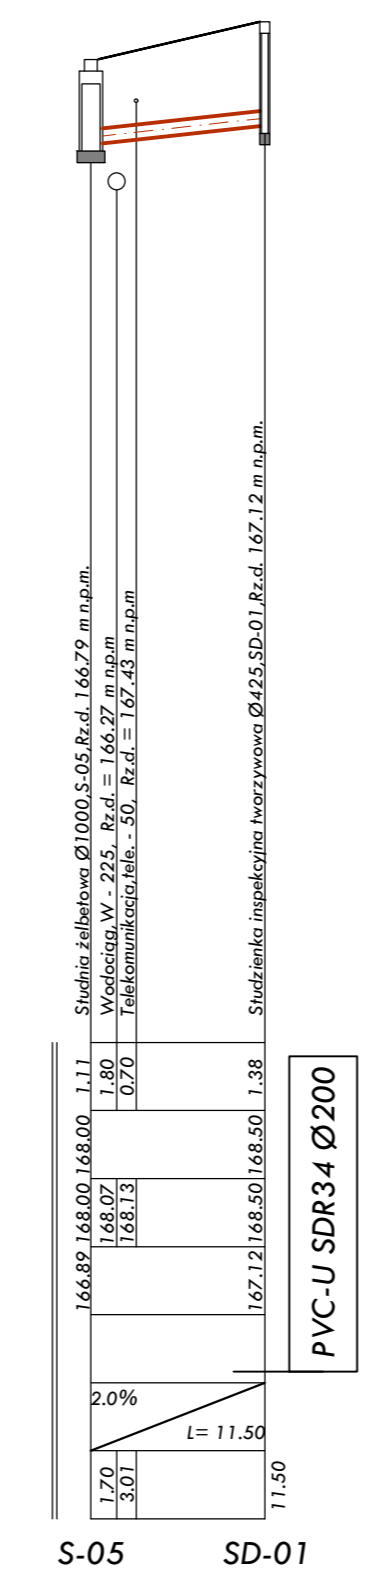 Studnia żelbetowa Ø1000,S-05,Rz.d. 166.79 m n.p.m.
Wodociąg,W - 225, Rz.d. = 166.27 m n.p.m
Telekomunikacja,tele. - 50, Rz.d. = 167.43 m n.p.m
Studzienka inspekcyjna tworzywowa Ø425,SD-01,Rz.d. 167.12 m n.p.m.
1.11
1.80
0.70
1.38
168.00
168.50
168.00
168.07
168.13
168.50
166.89
167.12
PVC-U SDR34 Ø200
2.0%
L= 11.50
1.70
3.01
11.50
S-05
SD-01